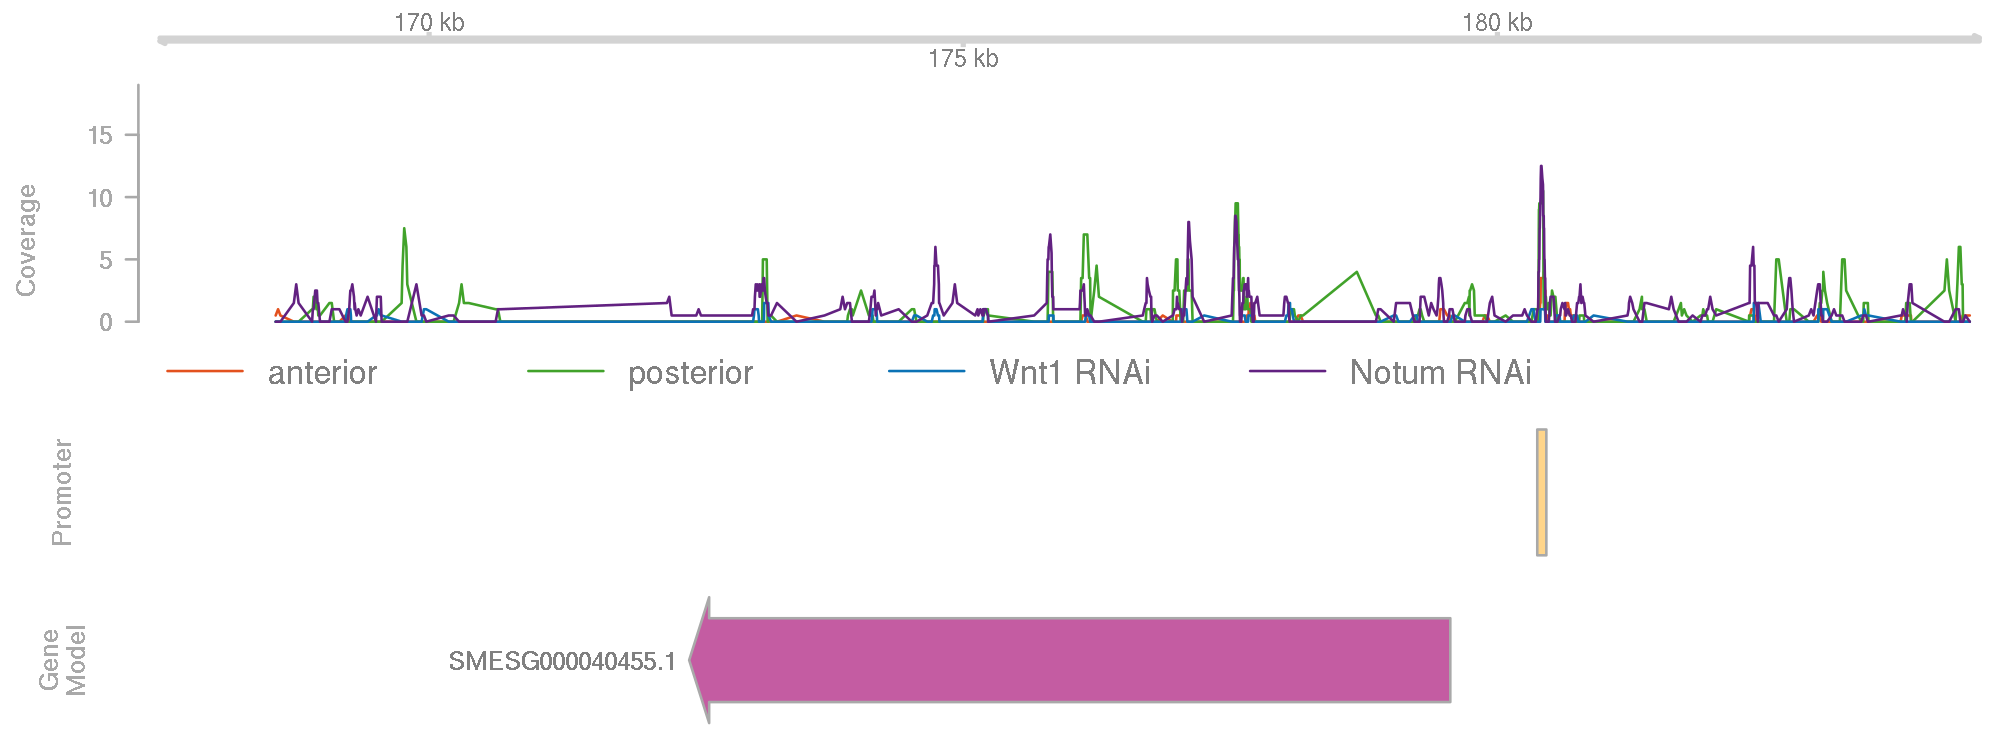 170 kb
180 kb
175 kb
Coverage
15
10
5
0
anterior
posterior
Wnt1 RNAi
Notum RNAi
Promoter
Gene
Model
SMESG000040455.1